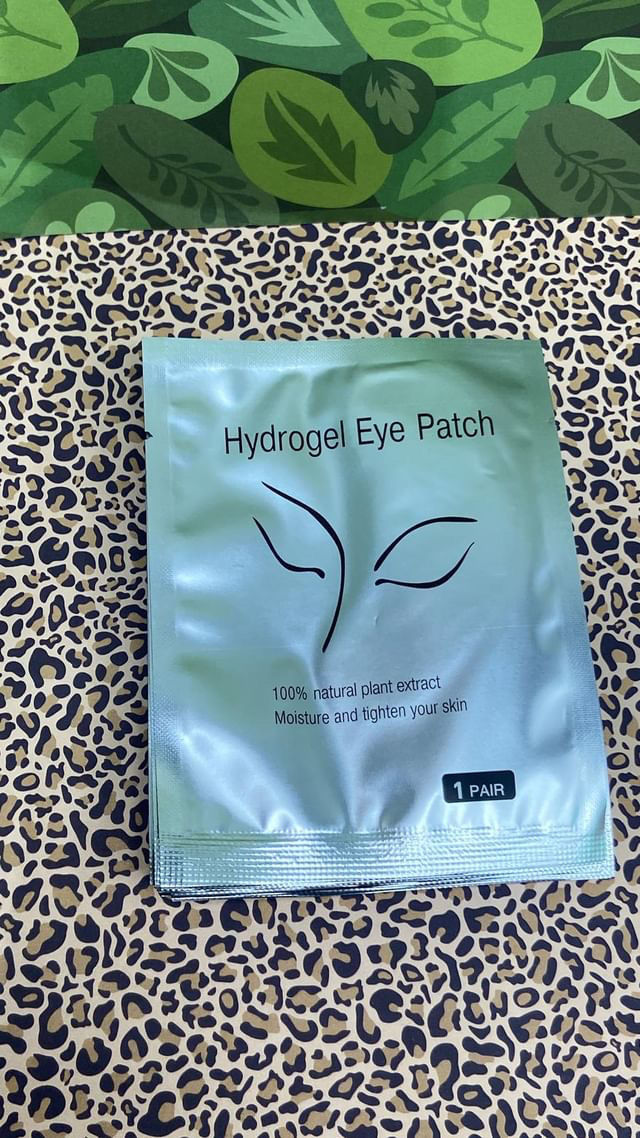 Hydrogel Eye Patch
100% natural plant extract
Moisture and tighten your skin
1 PAIR